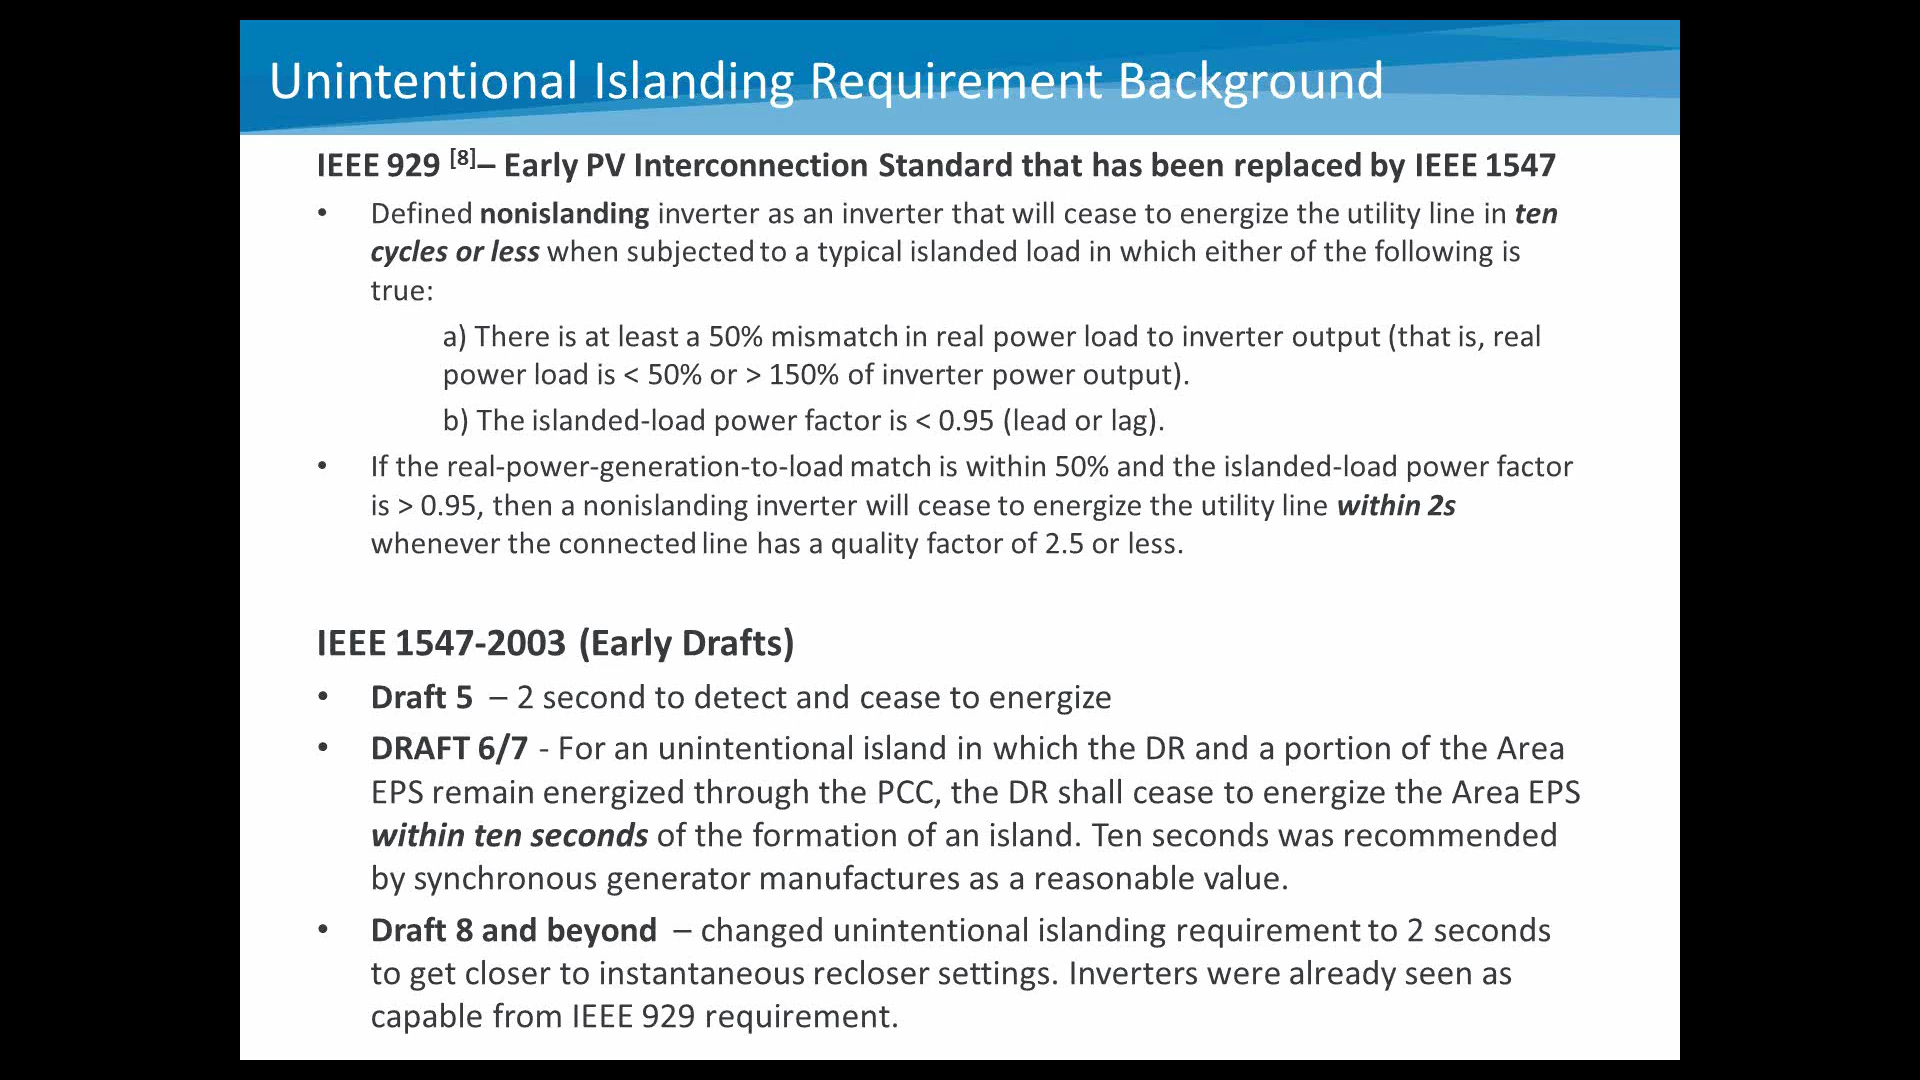 Unintentional Islanding Requirement Background
IEEE 929 [8]– Early PV Interconnection Standard that has been replaced by IEEE 1547
• Defined nonislanding inverter as an inverter that will cease to energize the utility line in ten
cycles or less when subjected to a typical islanded load in which either of the following is
true:
a) There is at least a 50% mismatch in real power load to inverter output (that is, real
power load is < 50% or > 150% of inverter power output).
b) The islanded-load power factor is < 0.95 (lead or lag).
• If the real-power-generation-to-load match is within 50% and the islanded-load power factor
is > 0.95, then a nonislanding inverter will cease to energize the utility line within 2s
whenever the connected line has a quality factor of 2.5 or less.
IEEE 1547-2003 (Early Drafts)
• Draft 5 – 2 second to detect and cease to energize
• DRAFT 6/7 - For an unintentional island in which the DR and a portion of the Area
EPS remain energized through the PCC, the DR shall cease to energize the Area EPS
within ten seconds of the formation of an island. Ten seconds was recommended
by synchronous generator manufactures as a reasonable value.
• Draft 8 and beyond – changed unintentional islanding requirement to 2 seconds
to get closer to instantaneous recloser settings. Inverters were already seen as
capable from IEEE 929 requirement.